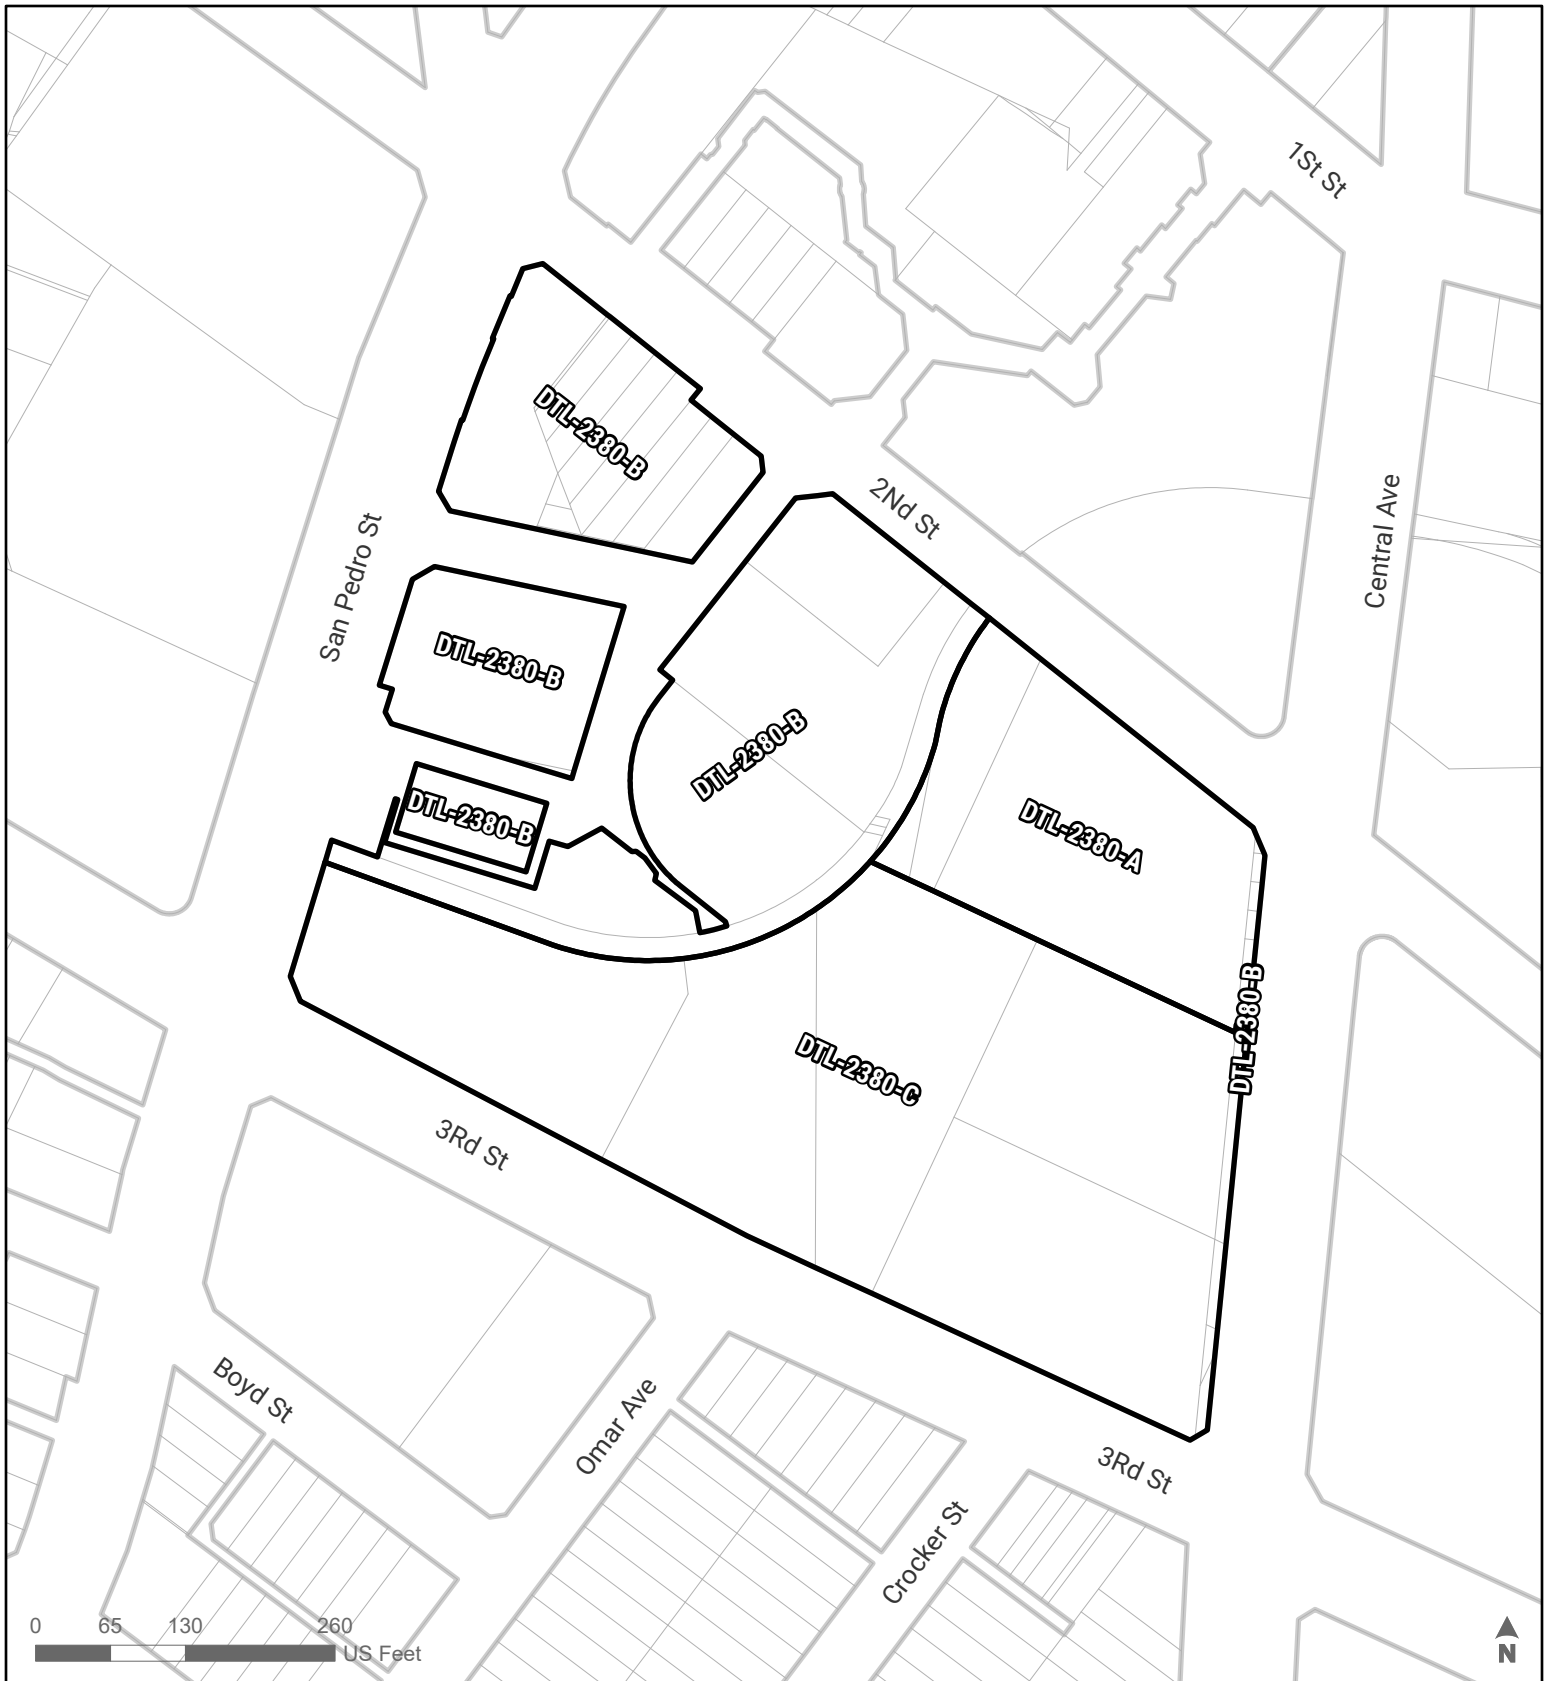 1St St
DTL-2380-B
2Nd St
Central Ave
San Pedro St
DTL-2380-B
DTL-2380-B
DTL-2380-B
DTL-2380-A
DTL-2380-B
DTL-2380-C
3Rd St
Boyd St
Omar Ave
3Rd St
Crocker St
0 65 130 260
US Feet
N